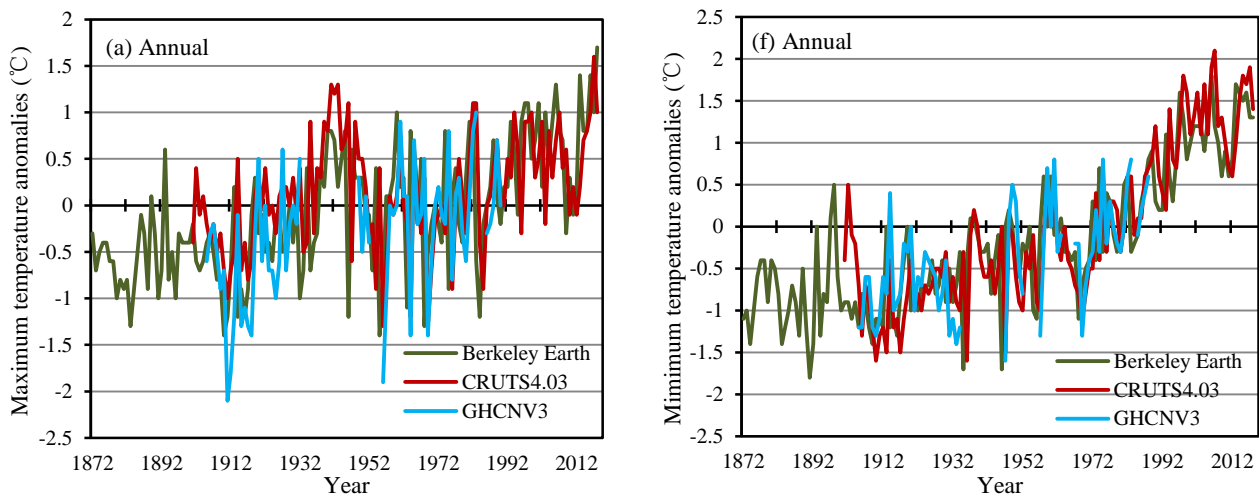 Maximum temperature anomalies (℃)
2
1.5
1
0.5
0
-0.5
-1
-1.5
-2
-2.5
(a) Annual
Berkeley Earth
CRUTS4.03
GHCNV3
1872 1892 1912 1932 1952 1972 1992 2012
Year
Mimimum temperature anomalies (℃)
2.5
2
1.5
1
0.5
0
-0.5
-1
-1.5
-2
-2.5
(f) Annual
Berkeley Earth
CRUTS4.03
GHCNV3
1872 1892 1912 1932 1952 1972 1992 2012
Year